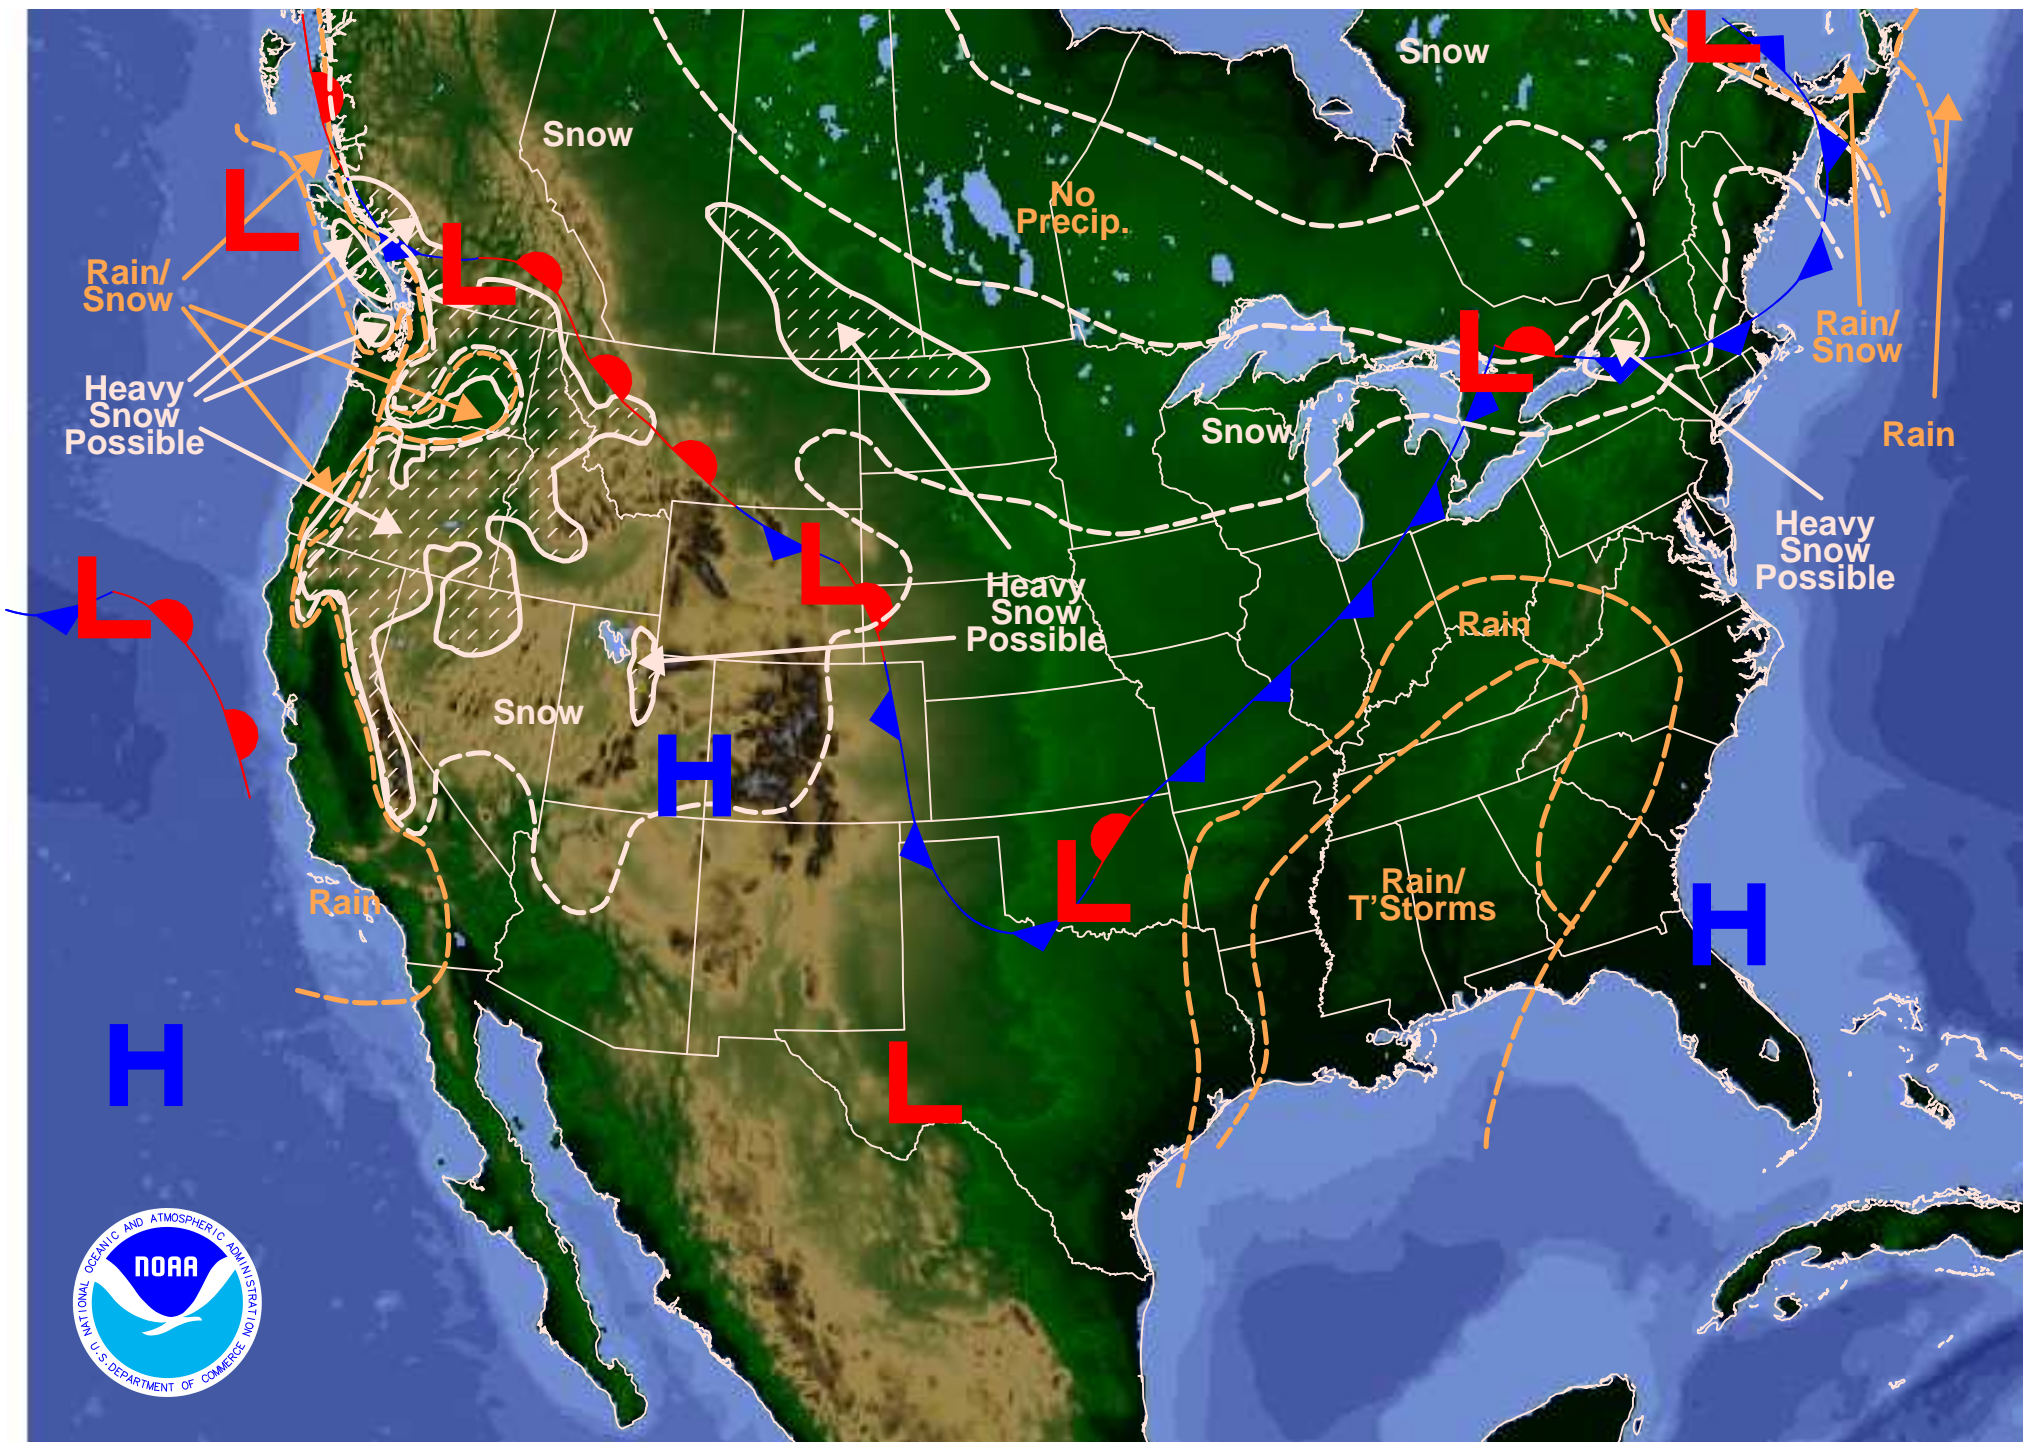 L
Snow
Snow
No
Precip.
L
L
Rain/
Snow
L
Rain/
Snow
Heavy
Snow
Possible
Snow
Rain
L
Heavy
Snow
Possible
L
Heavy
Snow
Possible
Rain
Snow
H
L
Rain
Rain/
T'Storms
H
H
L
NATIONAL OCEANIC AND ATMOSPHERIC ADMINISTRATION
NOAA
U.S. DEPARTMENT OF COMMERCE